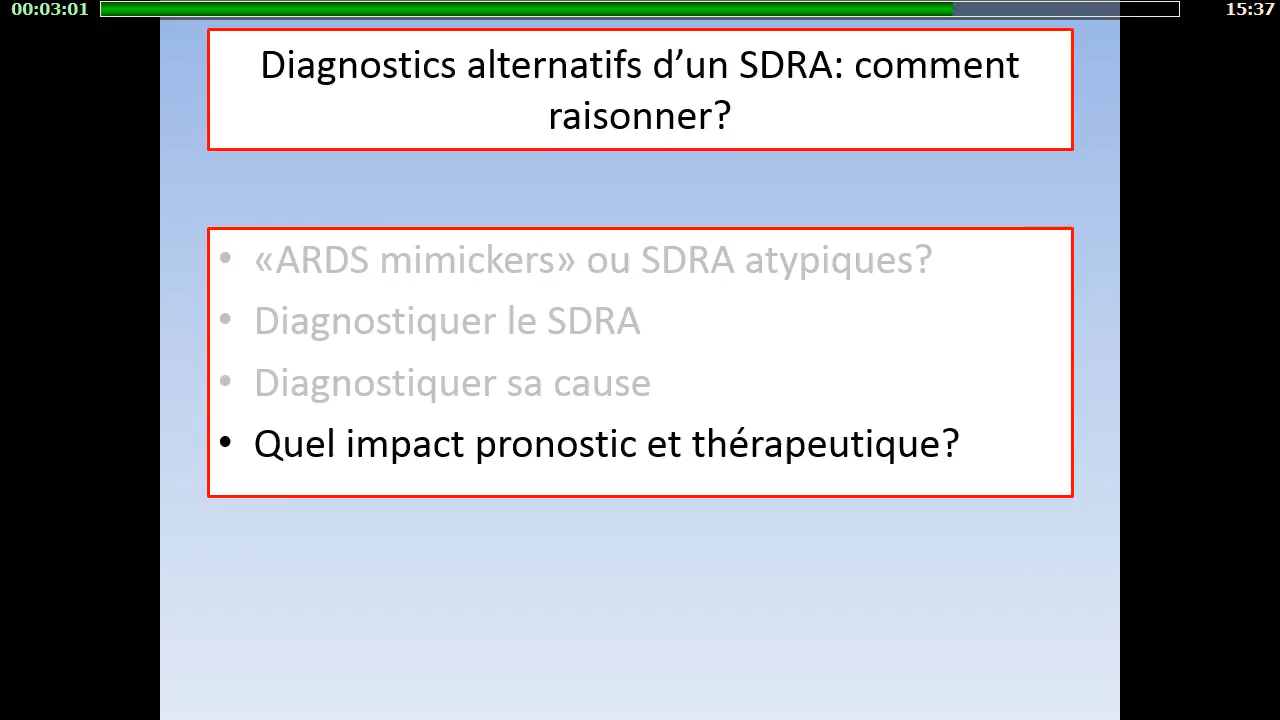 00:03:01
15:37
Diagnostics alternatifs d’un SDRA: comment
raisonner?
• «ARDS mimickers» ou SDRA atypiques?
• Diagnostiquer le SDRA
• Diagnostiquer sa cause
• Quel impact pronostic et thérapeutique?